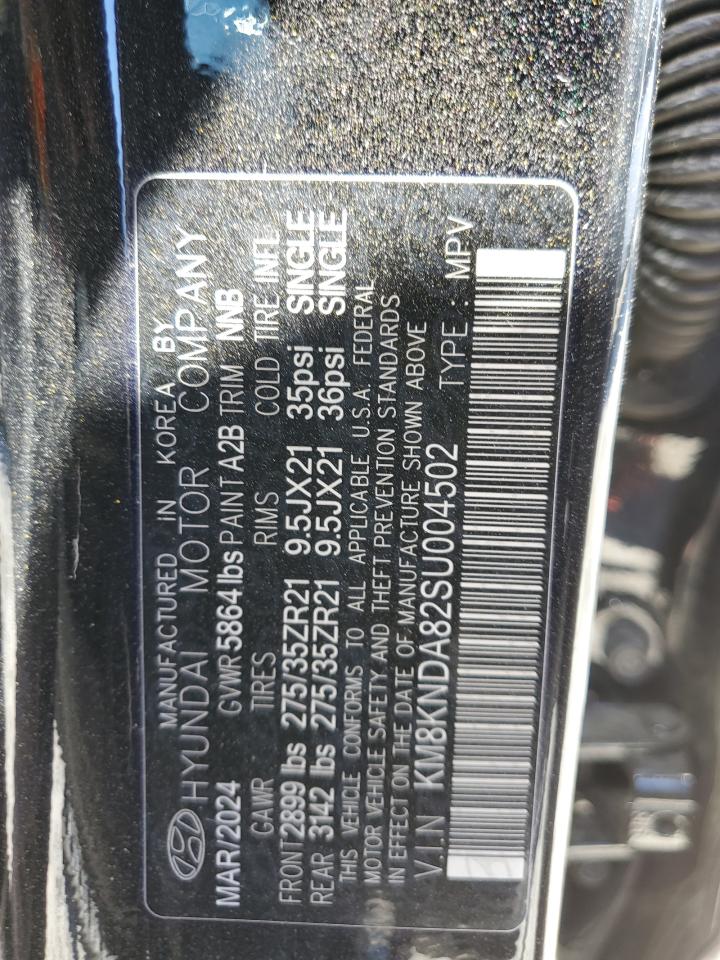 MANUFACTURED IN KOREA BY
HYUNDAI MOTOR COMPANY
MAR/2024 GVWR 5864 lbs PAINT A2B TRIM NNB
GAWR TIRES RIMS COLD TIRE INFL
FRONT 2899 lbs 275/35ZR21 9.5JX21 35psi SINGLE
REAR 3142 lbs 275/35ZR21 9.5JX21 36psi SINGLE
THIS VEHICLE CONFORMS TO ALL APPLICABLE U.S.A. FEDERAL
MOTOR VEHICLE SAFETY AND THEFT PREVENTION STANDARDS
IN EFFECT ON THE DATE OF MANUFACTURE SHOWN ABOVE
V.I.N KM8KNDA82SU004502 TYPE : MPV